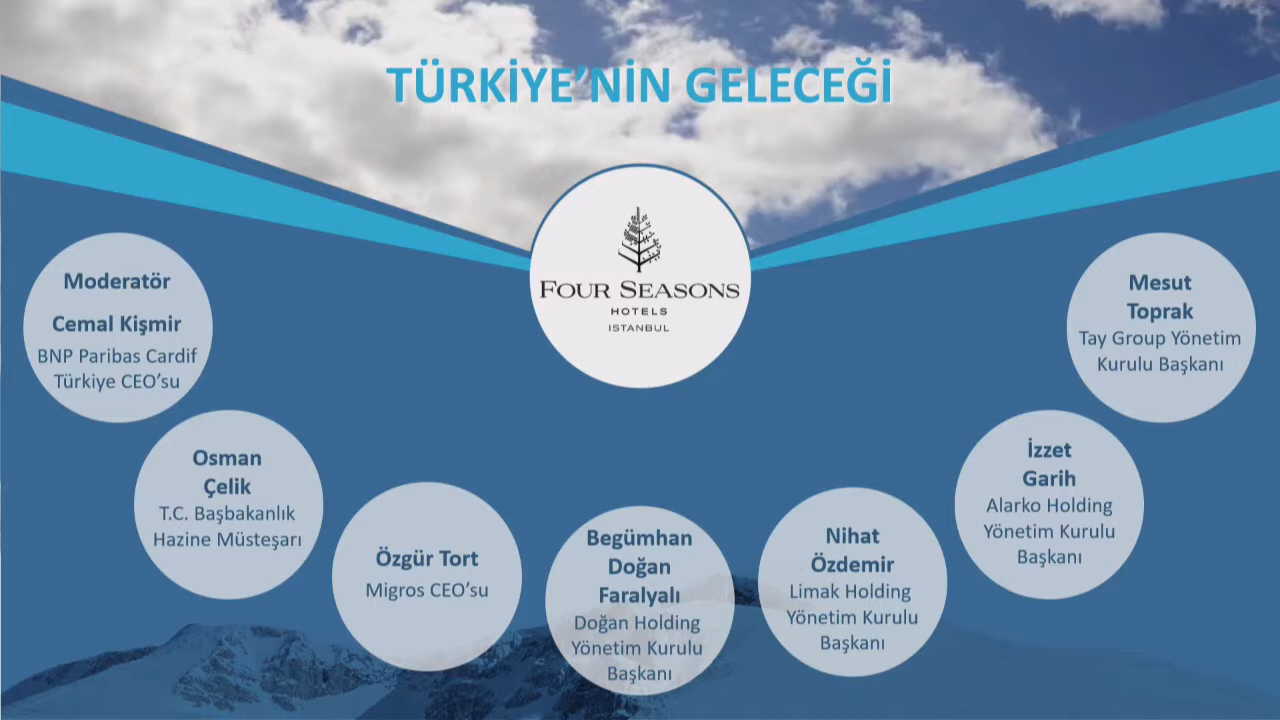 TÜRKİYE’NİN GELECEĞİ
FOUR SEASONS
HOTELS
ISTANBUL
Moderatör
Cemal Kişmir
BNP Paribas Cardif
Türkiye CEO’su
Osman
Çelik
T.C. Başbakanlık
Hazine Müsteşarı
Özgür Tort
Migros CEO’su
Begümhan
Doğan
Faralyalı
Doğan Holding
Yönetim Kurulu
Başkanı
Nihat
Özdemir
Limak Holding
Yönetim Kurulu
Başkanı
İzzet
Garih
Alarko Holding
Yönetim Kurulu
Başkanı
Mesut
Toprak
Tay Group Yönetim
Kurulu Başkanı